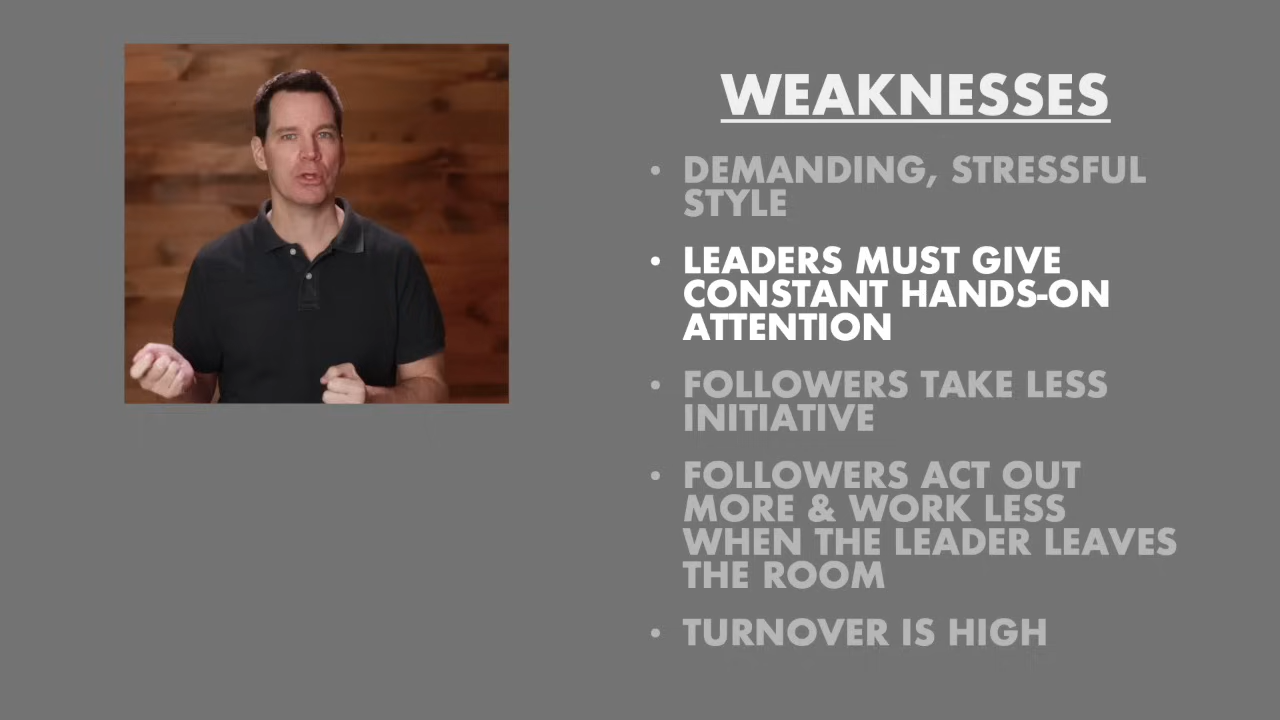 WEAKNESSES
• DEMANDING, STRESSFUL
STYLE
• LEADERS MUST GIVE
CONSTANT HANDS-ON
ATTENTION
• FOLLOWERS TAKE LESS
INITIATIVE
• FOLLOWERS ACT OUT
MORE & WORK LESS
WHEN THE LEADER LEAVES
THE ROOM
• TURNOVER IS HIGH